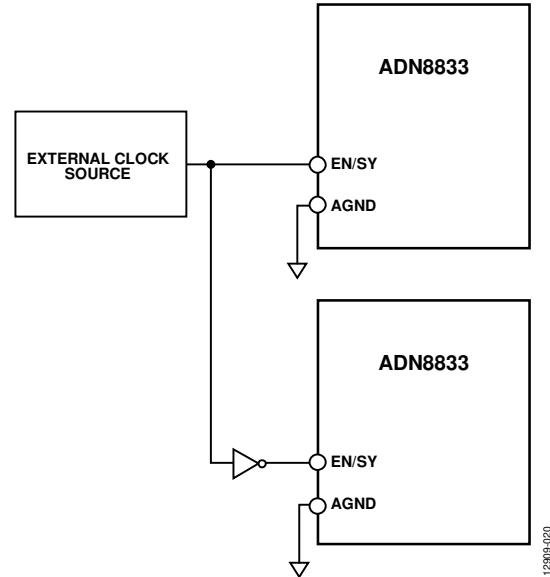 ADN8833
EXTERNAL CLOCK
SOURCE
EN/SY
AGND
ADN8833
EN/SY
AGND
12909-020